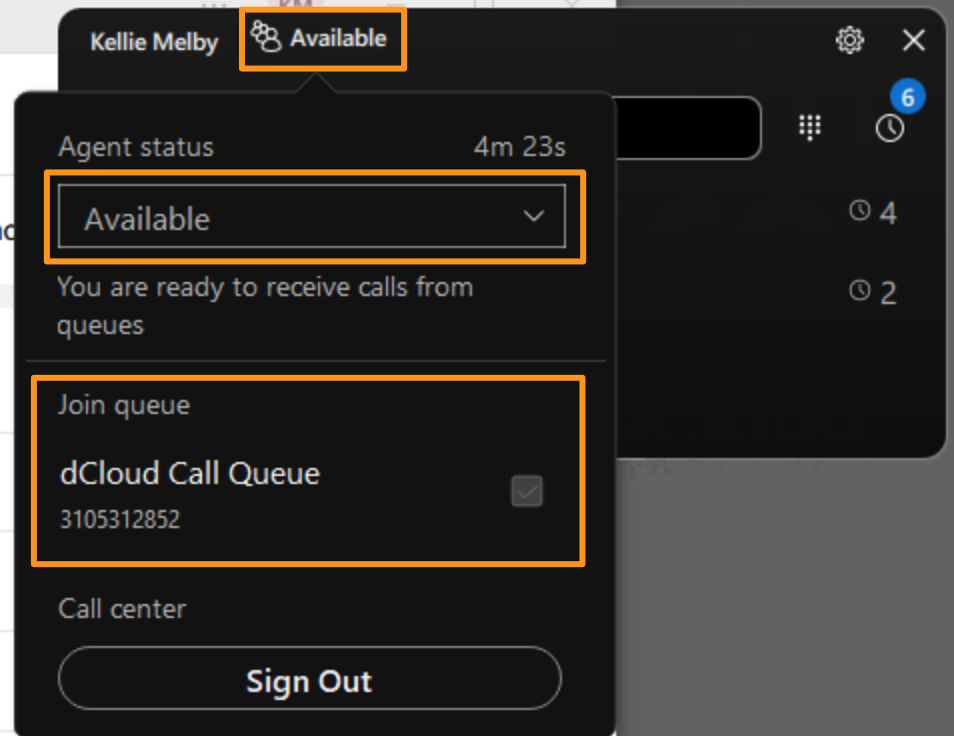 KM
Kellie Melby
Available
6
Agent status 4m 23s
Available
4
You are ready to receive calls from
queues
2
Join queue
dCloud Call Queue
3105312852
Call center
Sign Out